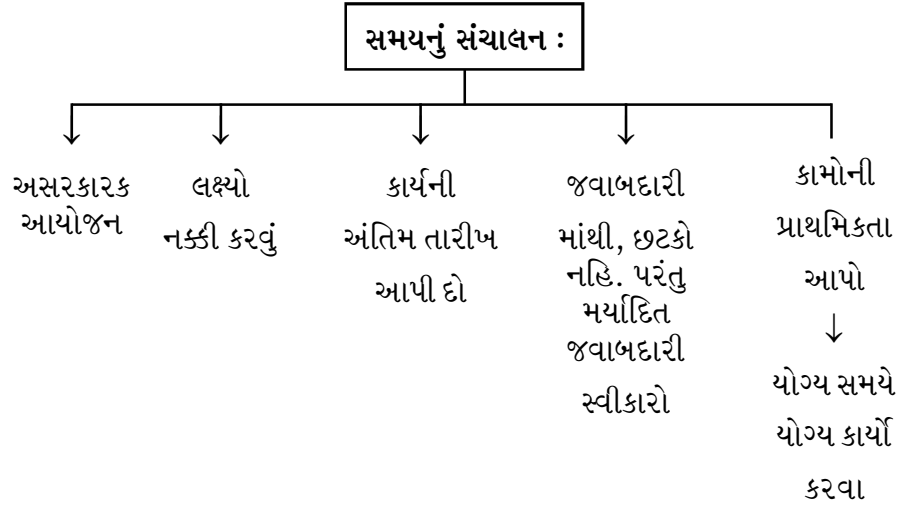 સમયનું સંચાલન :
અસરકારક
આયોજન
લક્ષ્યો
નક્કી કરવું
કાર્યની
અંતિમ તારીખ
આપી દો
જવાબદારી
માંથી, છટકો
નહિ. પરંતુ
મર્યાદિત
જવાબદારી
સ્વીકારો
કામોની
પ્રાથમિકતા
આપો
યોગ્ય સમયે
યોગ્ય કાર્યો
કરવા